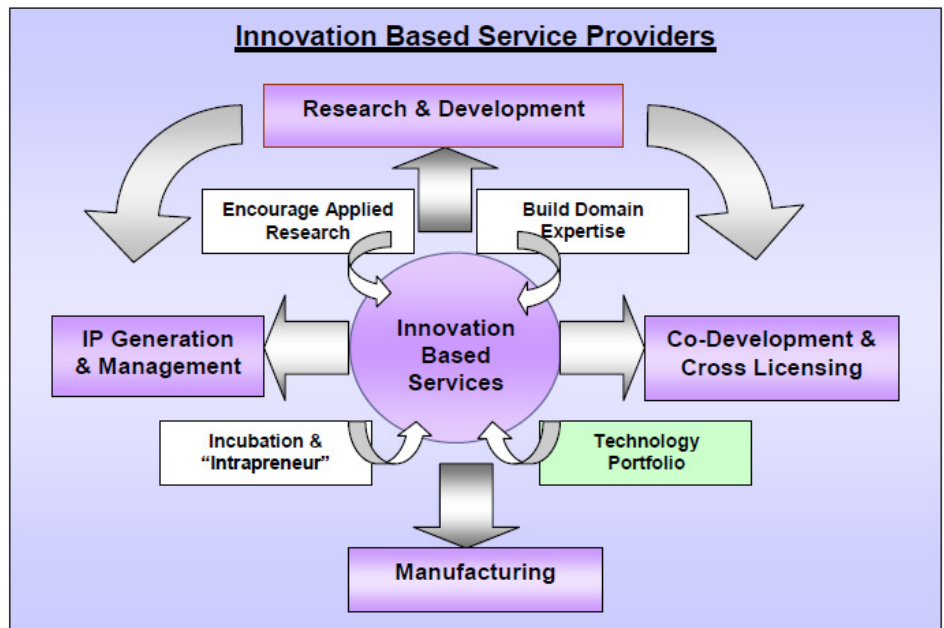 Innovation Based Service Providers
Research & Development
Encourage Applied
Research
Build Domain
Expertise
IP Generation
& Management
Innovation
Based
Services
Co-Development &
Cross Licensing
Incubation &
“Intrapreneur”
Technology
Portfolio
Manufacturing